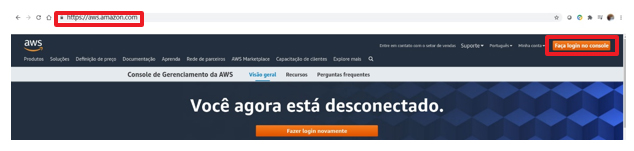 https://aws.amazon.com
aws
Entre em contato com o setor de vendas Suporte Português Minha conta Faça login no console
Produtos Soluções Definição de preço Documentação Aprenda Rede de parceiros AWS Marketplace Capacitação de clientes Explore mais
Console de Gerenciamento da AWS Visão geral Recursos Perguntas frequentes
Você agora está desconectado.
Fazer login novamente